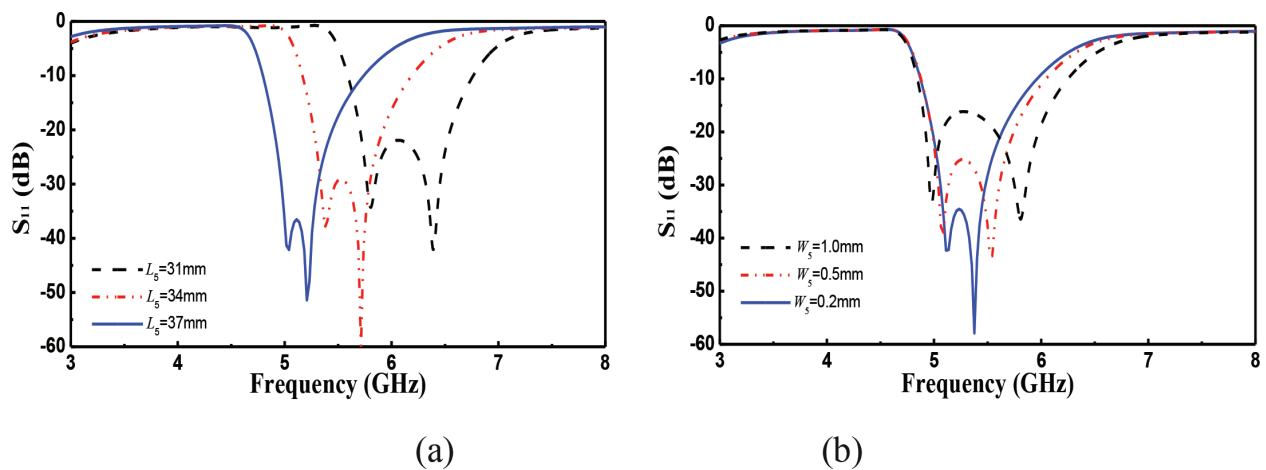 0
-10
-20
-30
-40
-50
-60
S₁₁ (dB)
L₅=31mm
L₅=34mm
L₅=37mm
3 4 5 6 7 8
Frequency (GHz)
(a)
0
-10
-20
-30
-40
-50
-60
S₁₁ (dB)
W₅=1.0mm
W₅=0.5mm
W₅=0.2mm
3 4 5 6 7 8
Frequency (GHz)
(b)